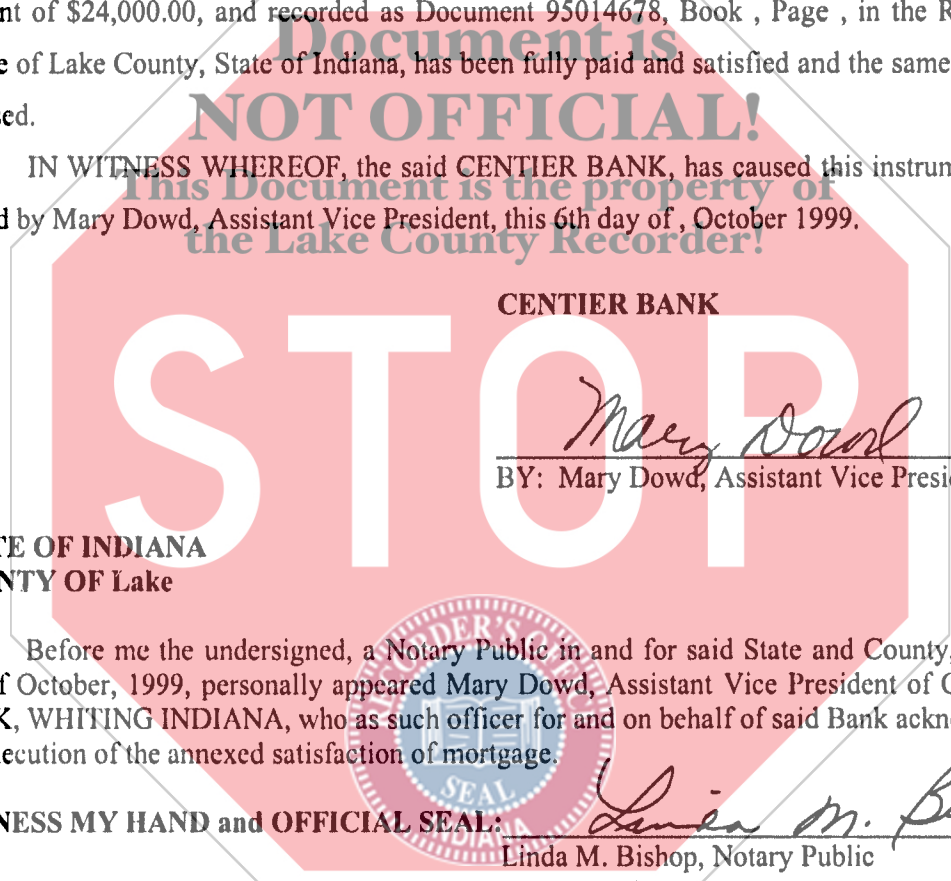 nt of $24,000.00, and recorded as Document 95014678, Book , Page , in the R
Document is
e of Lake County, State of Indiana, has been fully paid and satisfied and the same
NOT OFFICIAL!
ed.
IN WITNESS WHEREOF, the said CENTIER BANK, has caused this instrun
This Document is the property of
d by Mary Dowd, Assistant Vice President, this 6th day of , October 1999.
the Lake County Recorder!
CENTIER BANK
STOP
Mary Dowd
BY: Mary Dowd, Assistant Vice Presi
TE OF INDIANA
NTY OF Lake
RECORDER'S OFFICE
Before me the undersigned, a Notary Public in and for said State and County,
f October, 1999, personally appeared Mary Dowd, Assistant Vice President of C
K, WHITING INDIANA, who as such officer for and on behalf of said Bank ackn
ecution of the annexed satisfaction of mortgage.
SEAL
INDIANA
NESS MY HAND and OFFICIAL SEAL:
Linda M. B
Linda M. Bishop, Notary Public